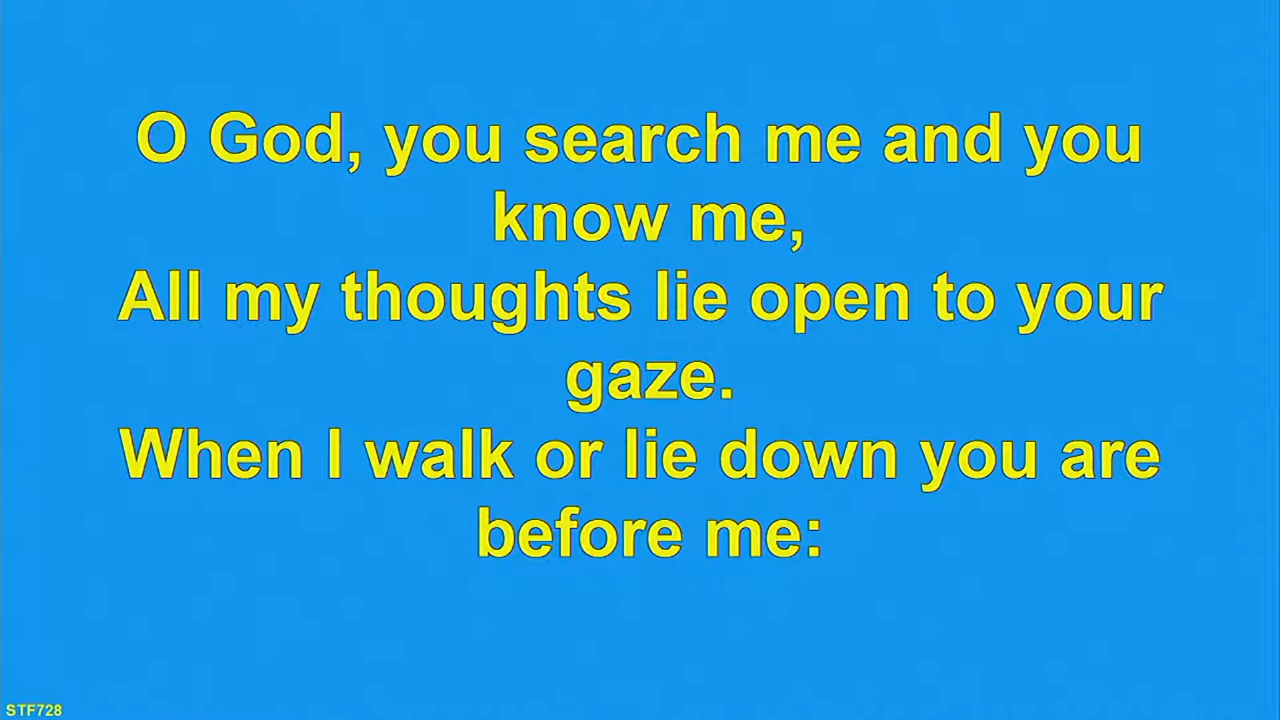 O God, you search me and you
know me,
All my thoughts lie open to your
gaze.
When I walk or lie down you are
before me:
STF728